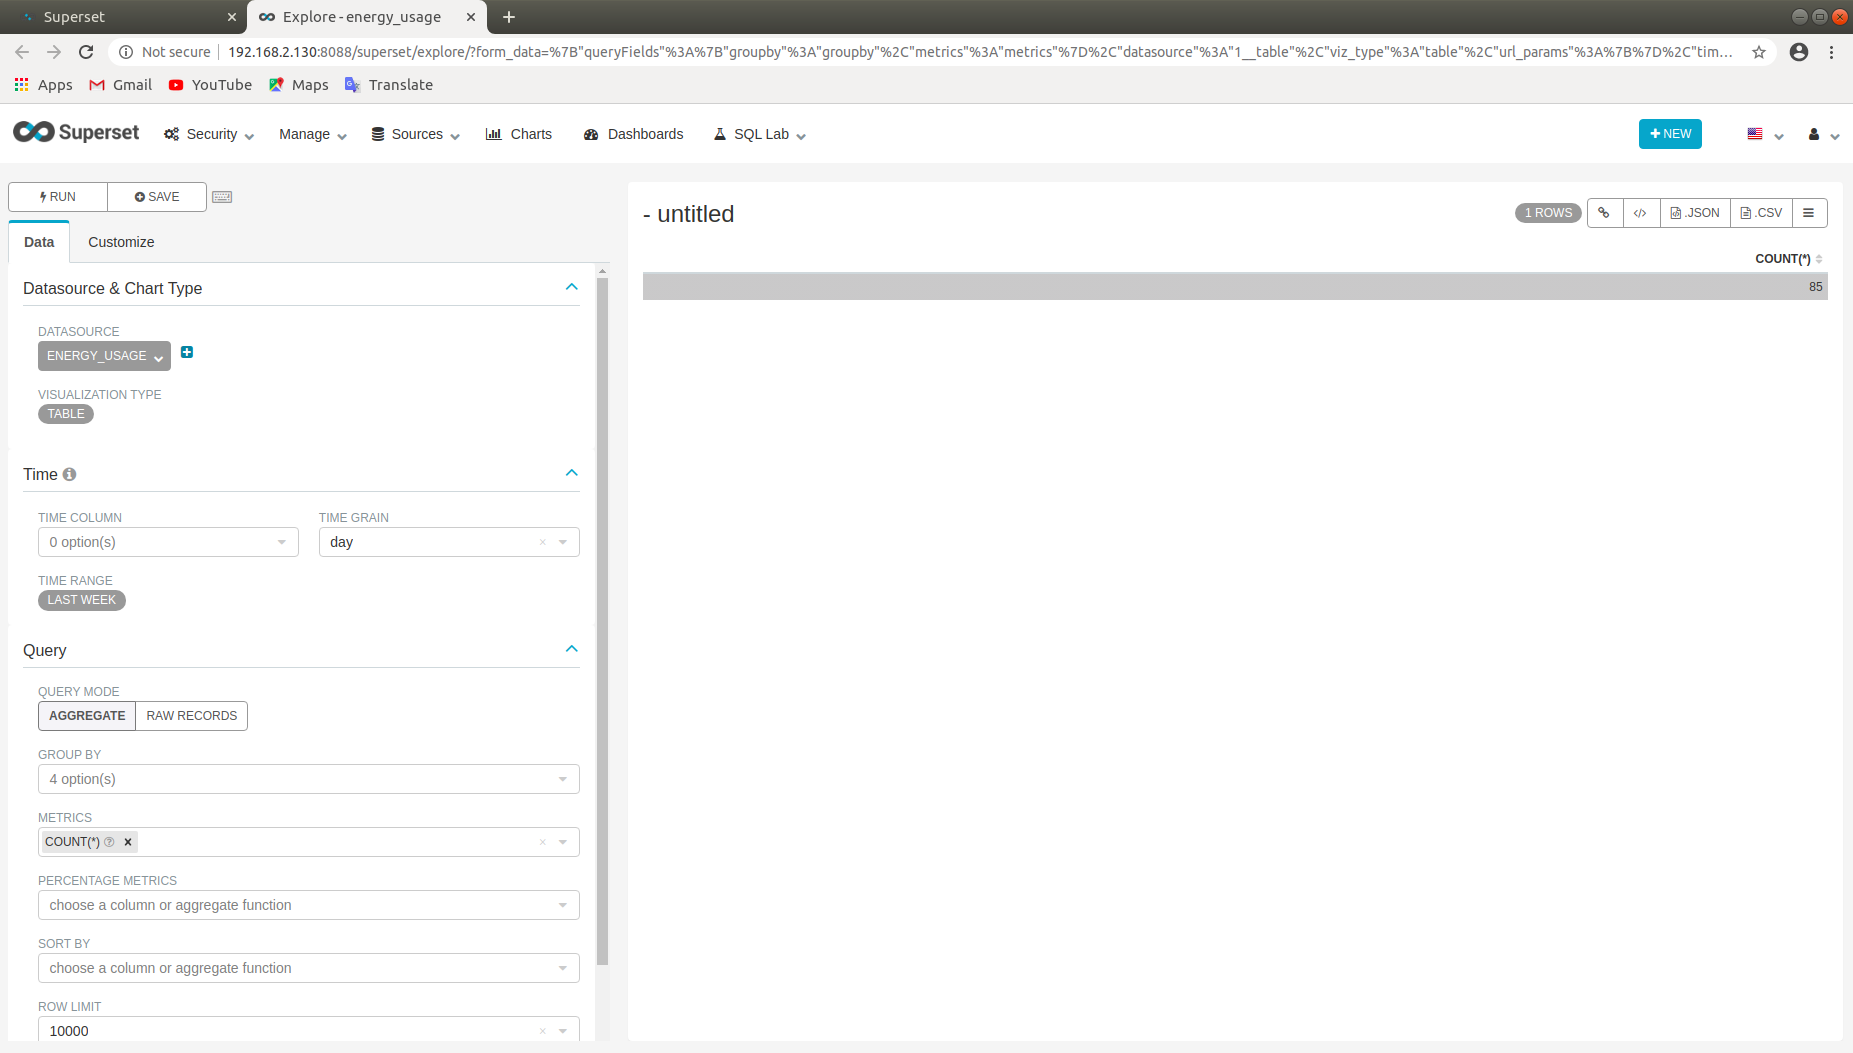 Superset
Explore - energy_usage
Not secure
192.168.2.130:8088/superset/explore/?form_data=%7B"queryFields"%3A%7B"groupby"%3A"groupby"%2C"metrics"%3A"metrics"%7D%2C"datasource"%3A"1__table"%2C"viz_type"%3A"table"%2C"url_params"%3A%7B%7D%2C"tim...
Apps Gmail YouTube Maps Translate
Superset Security Manage Sources Charts Dashboards SQL Lab + NEW
RUN SAVE
Data Customize
Datasource & Chart Type
DATASOURCE
ENERGY_USAGE
VISUALIZATION TYPE
TABLE
Time
TIME COLUMN TIME GRAIN
0 option(s) day
TIME RANGE
LAST WEEK
Query
QUERY MODE
AGGREGATE RAW RECORDS
GROUP BY
4 option(s)
METRICS
COUNT(*)
PERCENTAGE METRICS
choose a column or aggregate function
SORT BY
choose a column or aggregate function
ROW LIMIT
10000
- untitled
1 ROWS </> .JSON .CSV
COUNT(*)
85